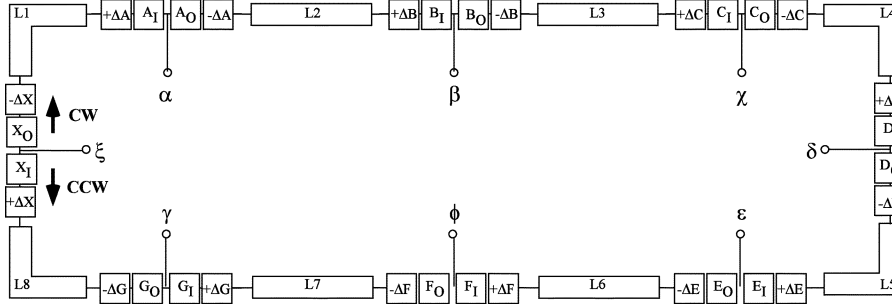 L1 +ΔA A_I A_O -ΔA L2 +ΔB B_I B_O -ΔB L3 +ΔC C_I C_O -ΔC L4
α β χ
-ΔX CW
X_O
ξ δ
X_I CCW
+ΔX
γ ϕ ε
L8 -ΔG G_O G_I +ΔG L7 -ΔF F_O F_I +ΔF L6 -ΔE E_O E_I +ΔE